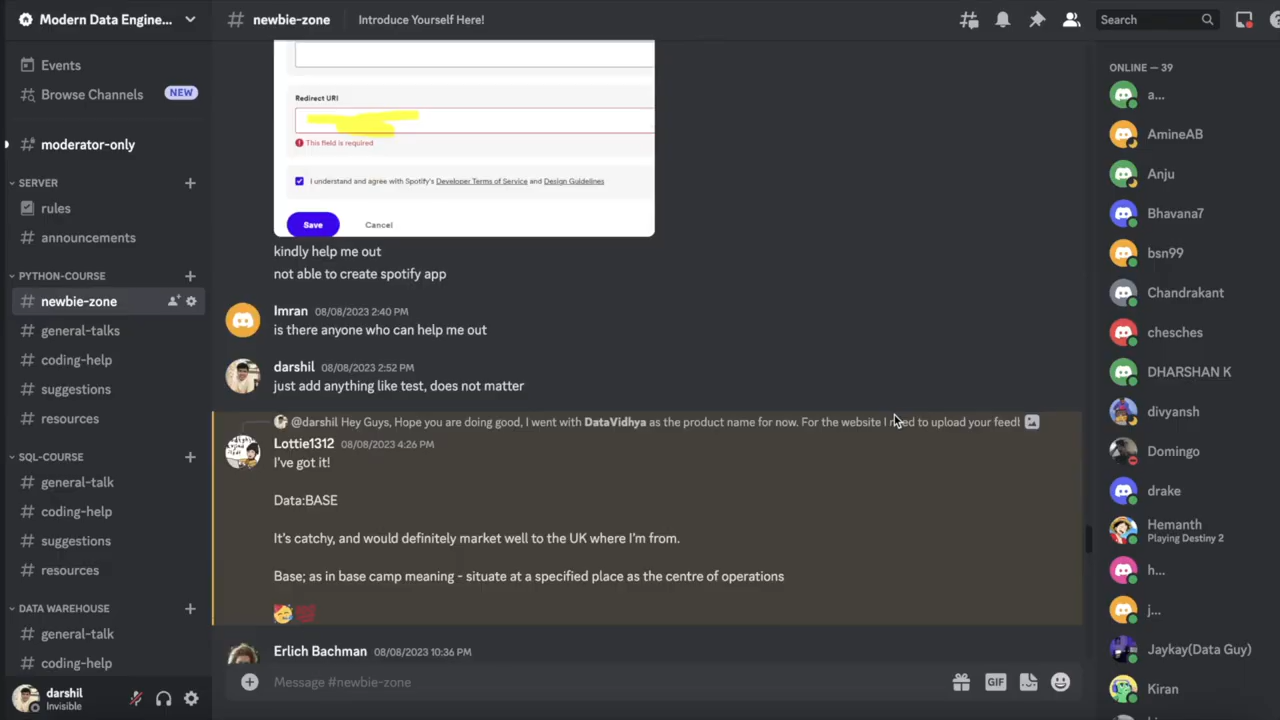 Modern Data Engine...
Events
Browse Channels NEW
moderator-only
SERVER
rules
announcements
PYTHON-COURSE
newbie-zone
general-talks
coding-help
suggestions
resources
SQL-COURSE
general-talk
coding-help
suggestions
resources
DATA WAREHOUSE
general-talk
coding-help
darshil
Invisible
newbie-zone
Introduce Yourself Here!
Search
Redirect URI
This field is required
I understand and agree with Spotify's Developer Terms of Service and Design Guidelines
Save Cancel
kindly help me out
not able to create spotify app
Imran 08/08/2023 2:40 PM
is there anyone who can help me out
darshil 08/08/2023 2:52 PM
just add anything like test, does not matter
@darshil Hey Guys, Hope you are doing good, I went with DataVidhya as the product name for now. For the website I need to upload your feed!
Lottie1312 08/08/2023 4:26 PM
I've got it!
Data:BASE
It's catchy, and would definitely market well to the UK where I'm from.
Base; as in base camp meaning - situate at a specified place as the centre of operations
Erlich Bachman 08/08/2023 10:36 PM
Message #newbie-zone
GIF
ONLINE — 39
a...
AmineAB
Anju
Bhavana7
bsn99
Chandrakant
chesches
DHARSHAN K
divyansh
Domingo
drake
Hemanth
Playing Destiny 2
h...
j...
Jaykay(Data Guy)
Kiran